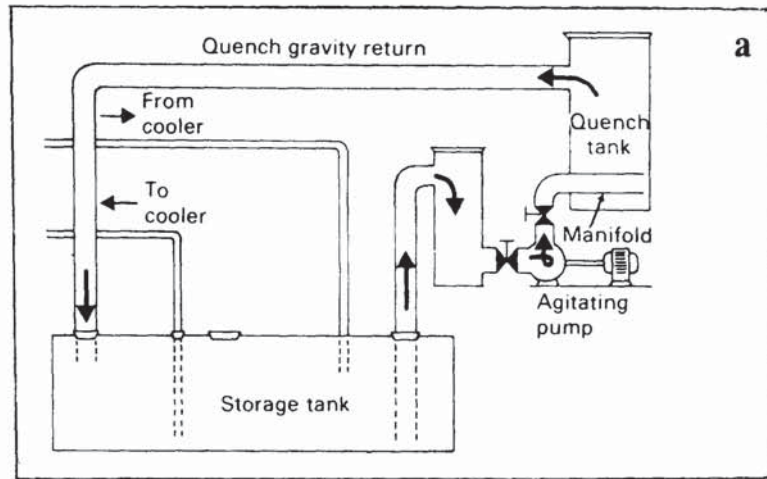 Quench gravity return
a
From
cooler
Quench
tank
To
cooler
Manifold
Agitating
pump
Storage tank